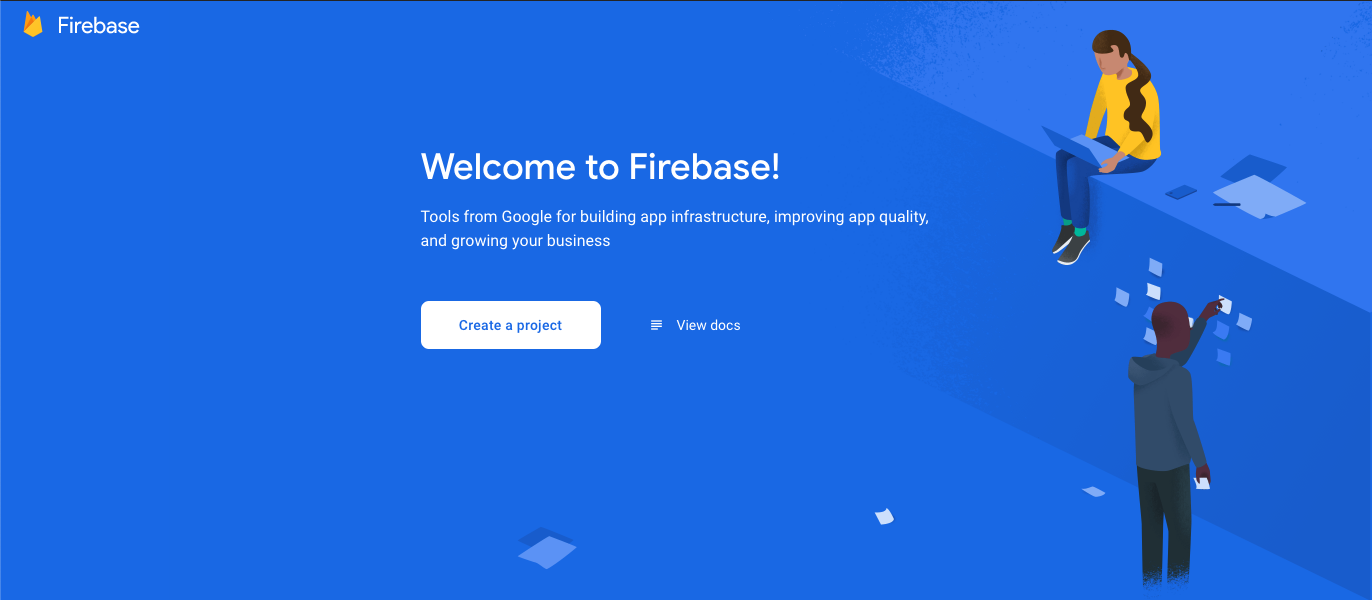 Firebase
Welcome to Firebase!
Tools from Google for building app infrastructure, improving app quality,
and growing your business
Create a project
View docs